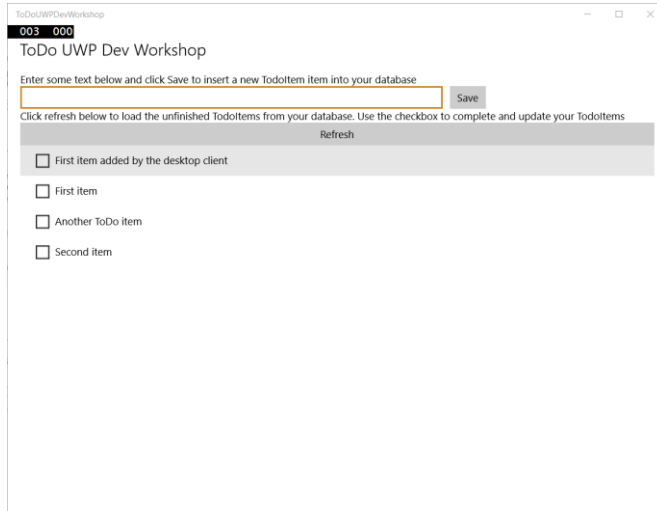 ToDoUWPDevWorkshop
003 000
ToDo UWP Dev Workshop
Enter some text below and click Save to insert a new TodoItem item into your database
Save
Click refresh below to load the unfinished TodoItems from your database. Use the checkbox to complete and update your TodoItems
Refresh
First item added by the desktop client
First item
Another ToDo item
Second item